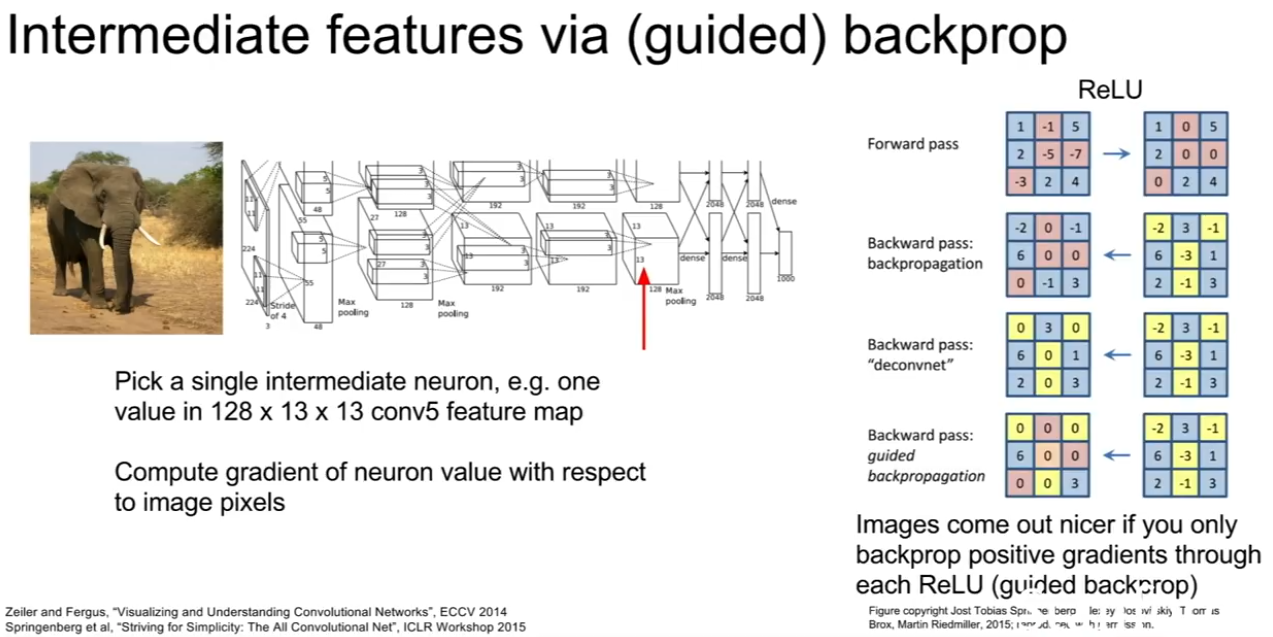 Intermediate features via (guided) backprop
ReLU
Forward pass
1 -1 5
2 -5 -7
-3 2 4
1 0 5
2 0 0
0 2 4
Backward pass:
backpropagation
-2 0 -1
6 0 0
0 -1 3
-2 3 -1
6 -3 1
2 -1 3
Backward pass:
“deconvnet”
0 3 0
6 0 1
2 0 3
-2 3 -1
6 -3 1
2 -1 3
Backward pass:
guided
backpropagation
0 0 0
6 0 0
0 0 3
-2 3 -1
6 -3 1
2 -1 3
Images come out nicer if you only
backprop positive gradients through
each ReLU (guided backprop)
11
11
5
5
48
55
27
128
3
3
3
3
192
192
128
2048
2048
dense
224
5
5
3
3
13
13
13
3
3
3
3
13
13
dense
dense
1000
11
11
224
55
27
3
3
192
192
128 Max
pooling
2048
2048
Stride
of 4
3
48
Max
pooling
128
Max
pooling
Pick a single intermediate neuron, e.g. one
value in 128 x 13 x 13 conv5 feature map
Compute gradient of neuron value with respect
to image pixels
Zeiler and Fergus, “Visualizing and Understanding Convolutional Networks”, ECCV 2014
Springenberg et al, “Striving for Simplicity: The All Convolutional Net”, ICLR Workshop 2015
Figure copyright Jost Tobias
Brox, Martin Riedmiller, 2015;